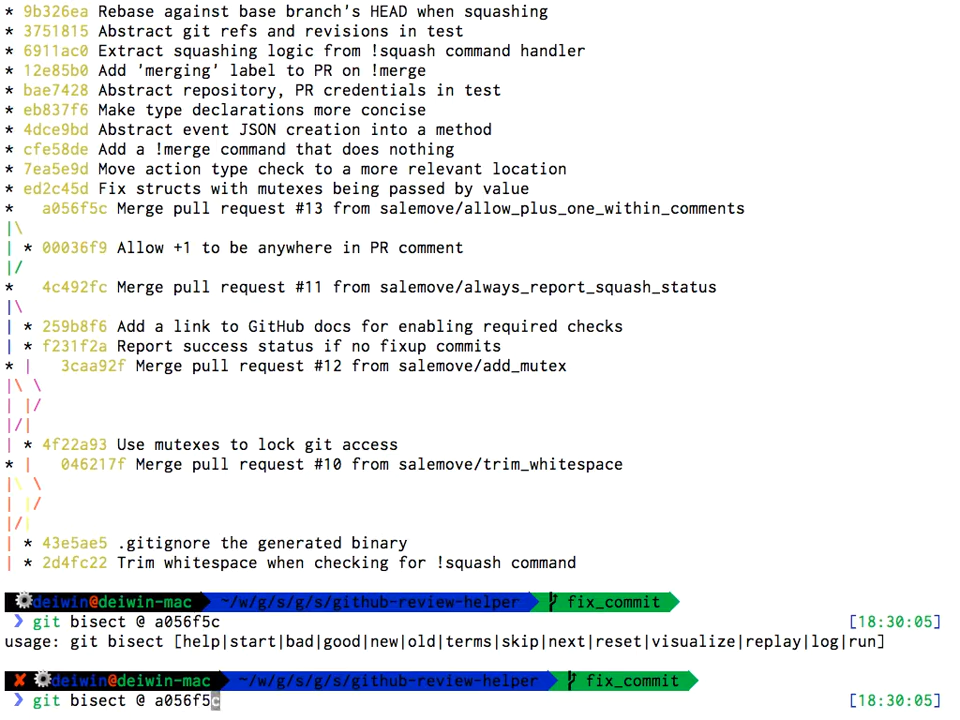 * 9b326ea Rebase against base branch's HEAD when squashing
* 3751815 Abstract git refs and revisions in test
* 6911ac0 Extract squashing logic from !squash command handler
* 12e85b0 Add 'merging' label to PR on !merge
* bae7428 Abstract repository, PR credentials in test
* eb837f6 Make type declarations more concise
* 4dce9bd Abstract event JSON creation into a method
* cfe58de Add a !merge command that does nothing
* 7ea5e9d Move action type check to a more relevant location
* ed2c45d Fix structs with mutexes being passed by value
*   a056f5c Merge pull request #13 from salemove/allow_plus_one_within_comments
|\
| * 00036f9 Allow +1 to be anywhere in PR comment
|/
*   4c492fc Merge pull request #11 from salemove/always_report_squash_status
|\
| * 259b8f6 Add a link to GitHub docs for enabling required checks
| * f231f2a Report success status if no fixup commits
* |   3caa92f Merge pull request #12 from salemove/add_mutex
|\ \
| |/
|/|
| * 4f22a93 Use mutexes to lock git access
* |   046217f Merge pull request #10 from salemove/trim_whitespace
|\ \
| |/
|/|
| * 43e5ae5 .gitignore the generated binary
| * 2d4fc22 Trim whitespace when checking for !squash command
deiwin@deiwin-mac ~/w/g/s/g/s/github-review-helper fix_commit
❯ git bisect @ a056f5c [18:30:05]
usage: git bisect [help|start|bad|good|new|old|terms|skip|next|reset|visualize|replay|log|run]
✘ deiwin@deiwin-mac ~/w/g/s/g/s/github-review-helper fix_commit
❯ git bisect @ a056f5c [18:30:05]